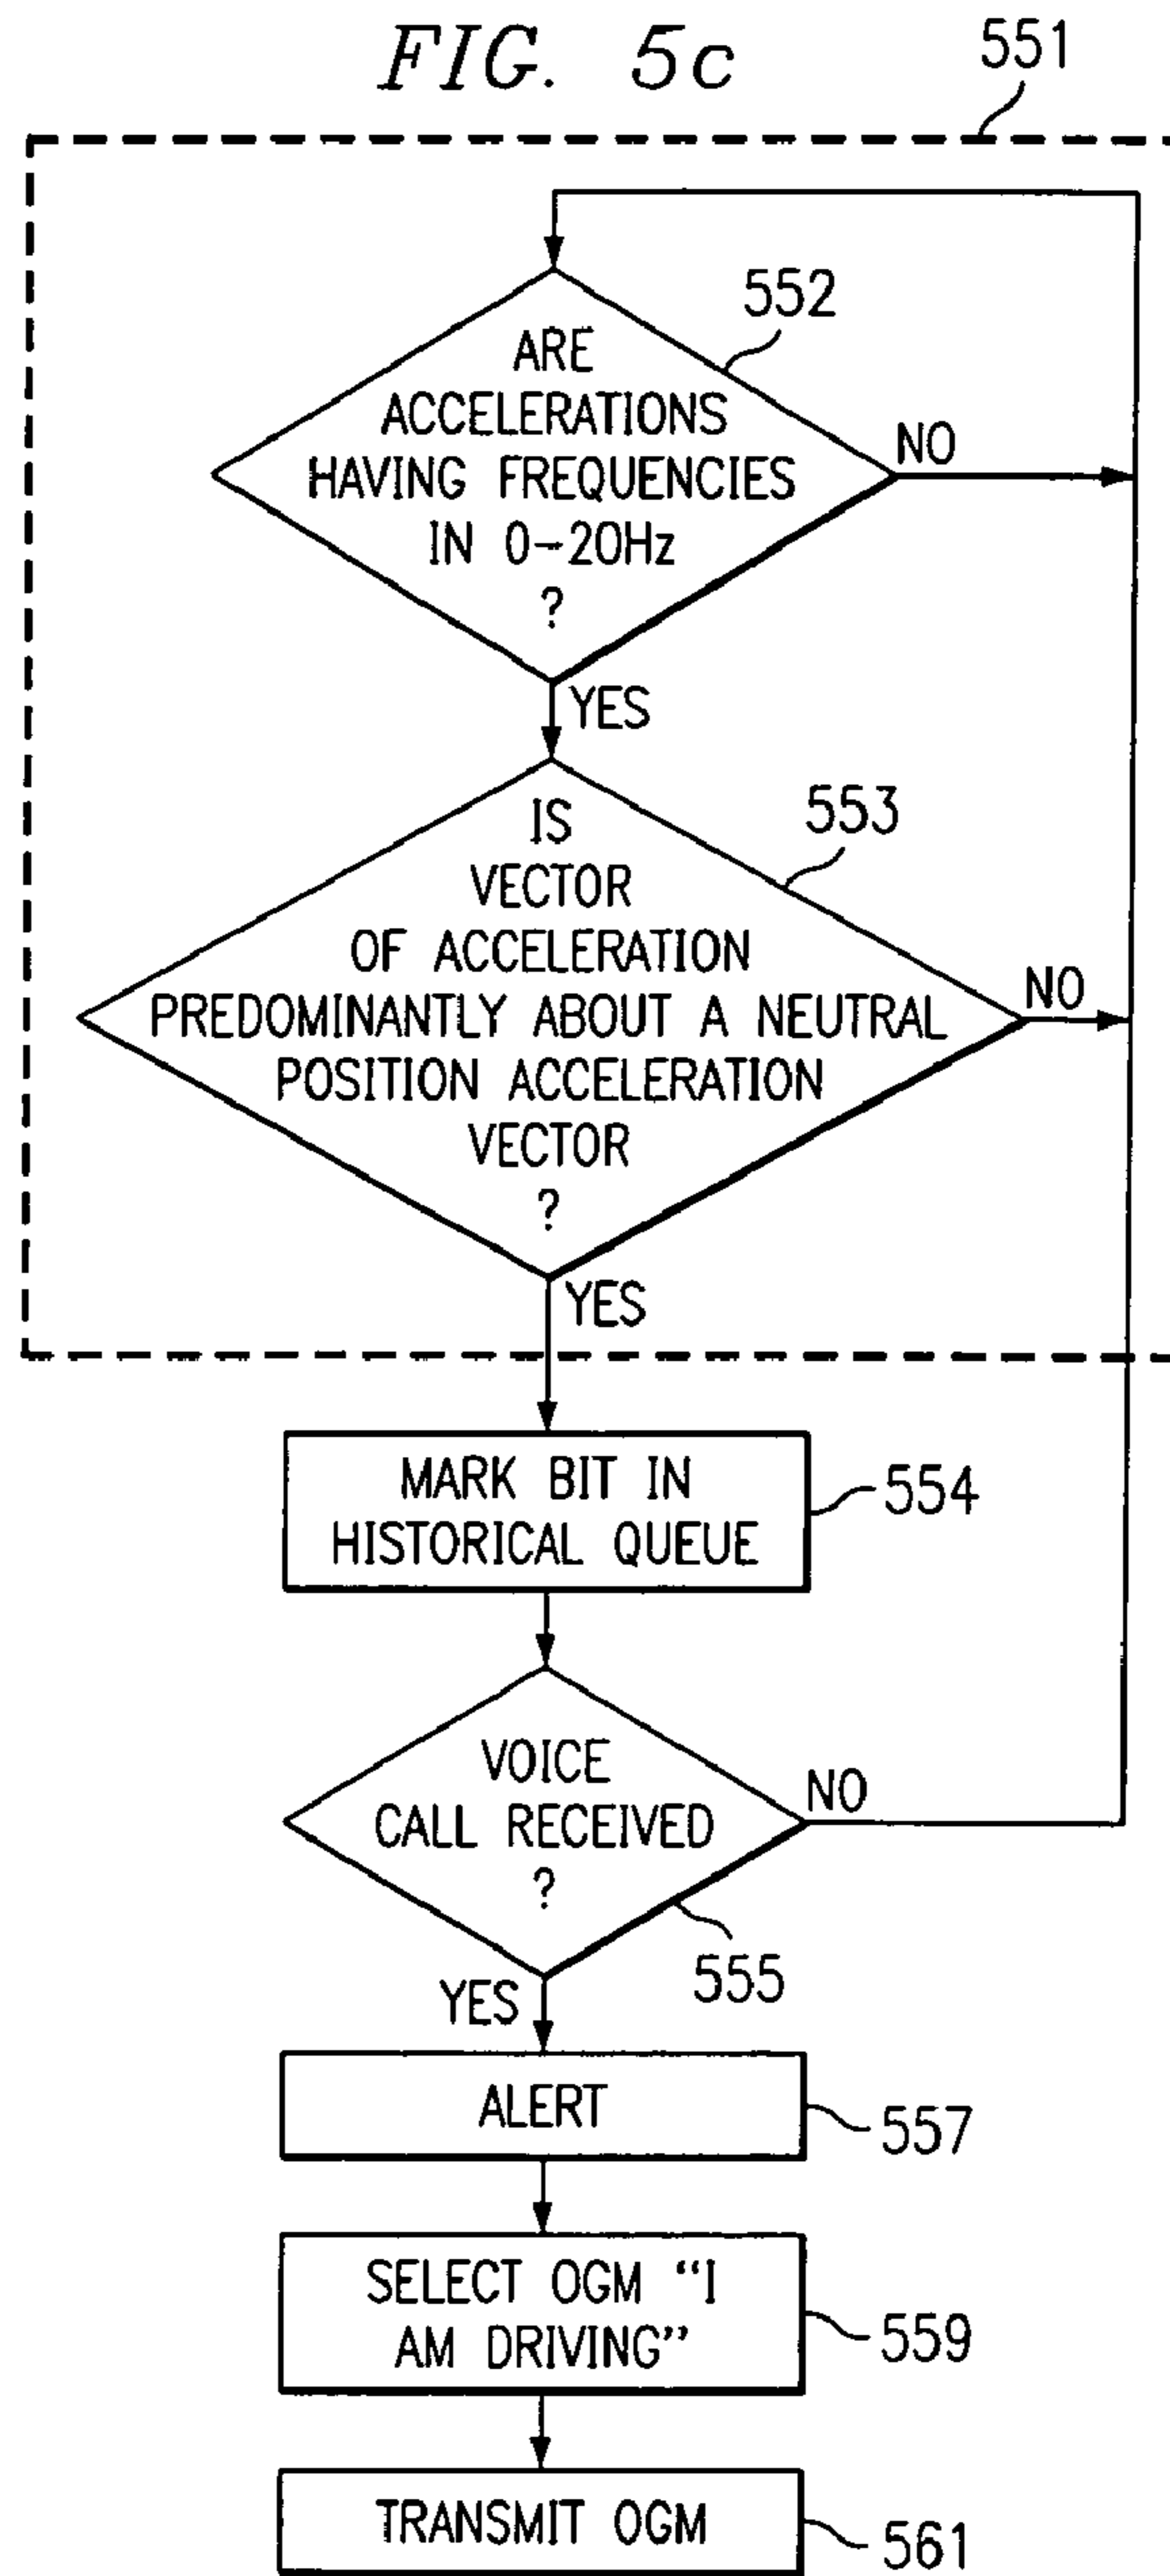 FIG. 5c
551
552
ARE
ACCELERATIONS
HAVING FREQUENCIES
IN 0-20Hz
?
NO
YES
553
IS
VECTOR
OF ACCELERATION
PREDOMINANTLY ABOUT A NEUTRAL
POSITION ACCELERATION
VECTOR
?
NO
YES
MARK BIT IN
HISTORICAL QUEUE
554
VOICE
CALL RECEIVED
?
NO
555
YES
ALERT
557
SELECT OGM “I
AM DRIVING”
559
TRANSMIT OGM
561